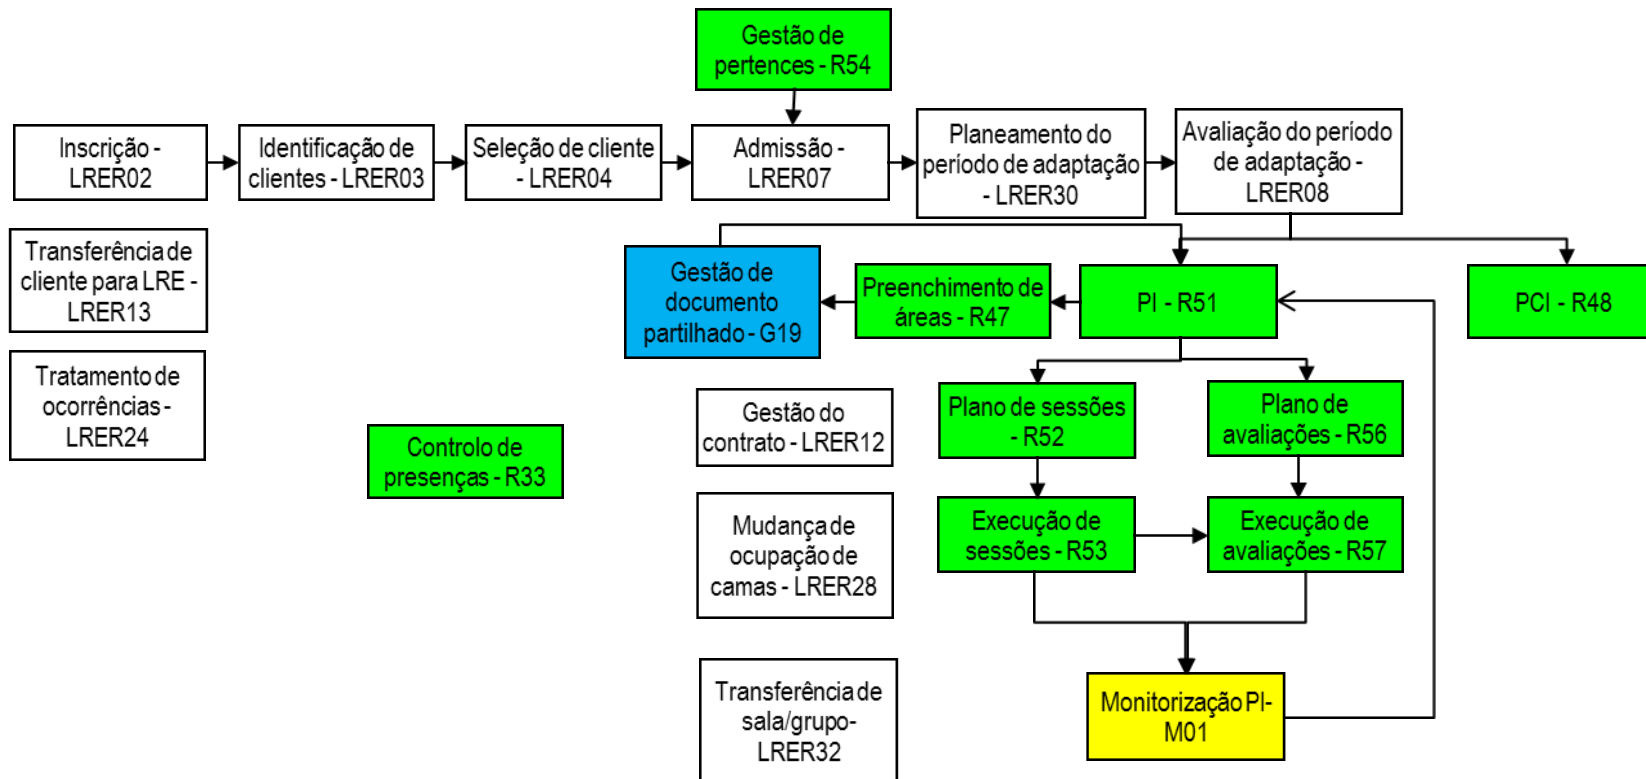 Gestão de
pertences - R54
Inscrição -
LRER02
Identificação de
clientes - LRER03
Seleção de cliente
- LRER04
Admissão -
LRER07
Planeamento do
período de adaptação
- LRER30
Avaliação do período
de adaptação -
LRER08
Transferência de
cliente para LRE -
LRER13
Gestão de
documento
partilhado - G19
Preenchimento de
áreas - R47
PI - R51
PCI - R48
Tratamento de
ocorrências -
LRER24
Controlo de
presenças - R33
Gestão do
contrato - LRER12
Plano de sessões
- R52
Plano de
avaliações - R56
Mudança de
ocupação de
camas - LRER28
Execução de
sessões - R53
Execução de
avaliações - R57
Transferência de
sala/grupo-
LRER32
Monitorização PI-
M01